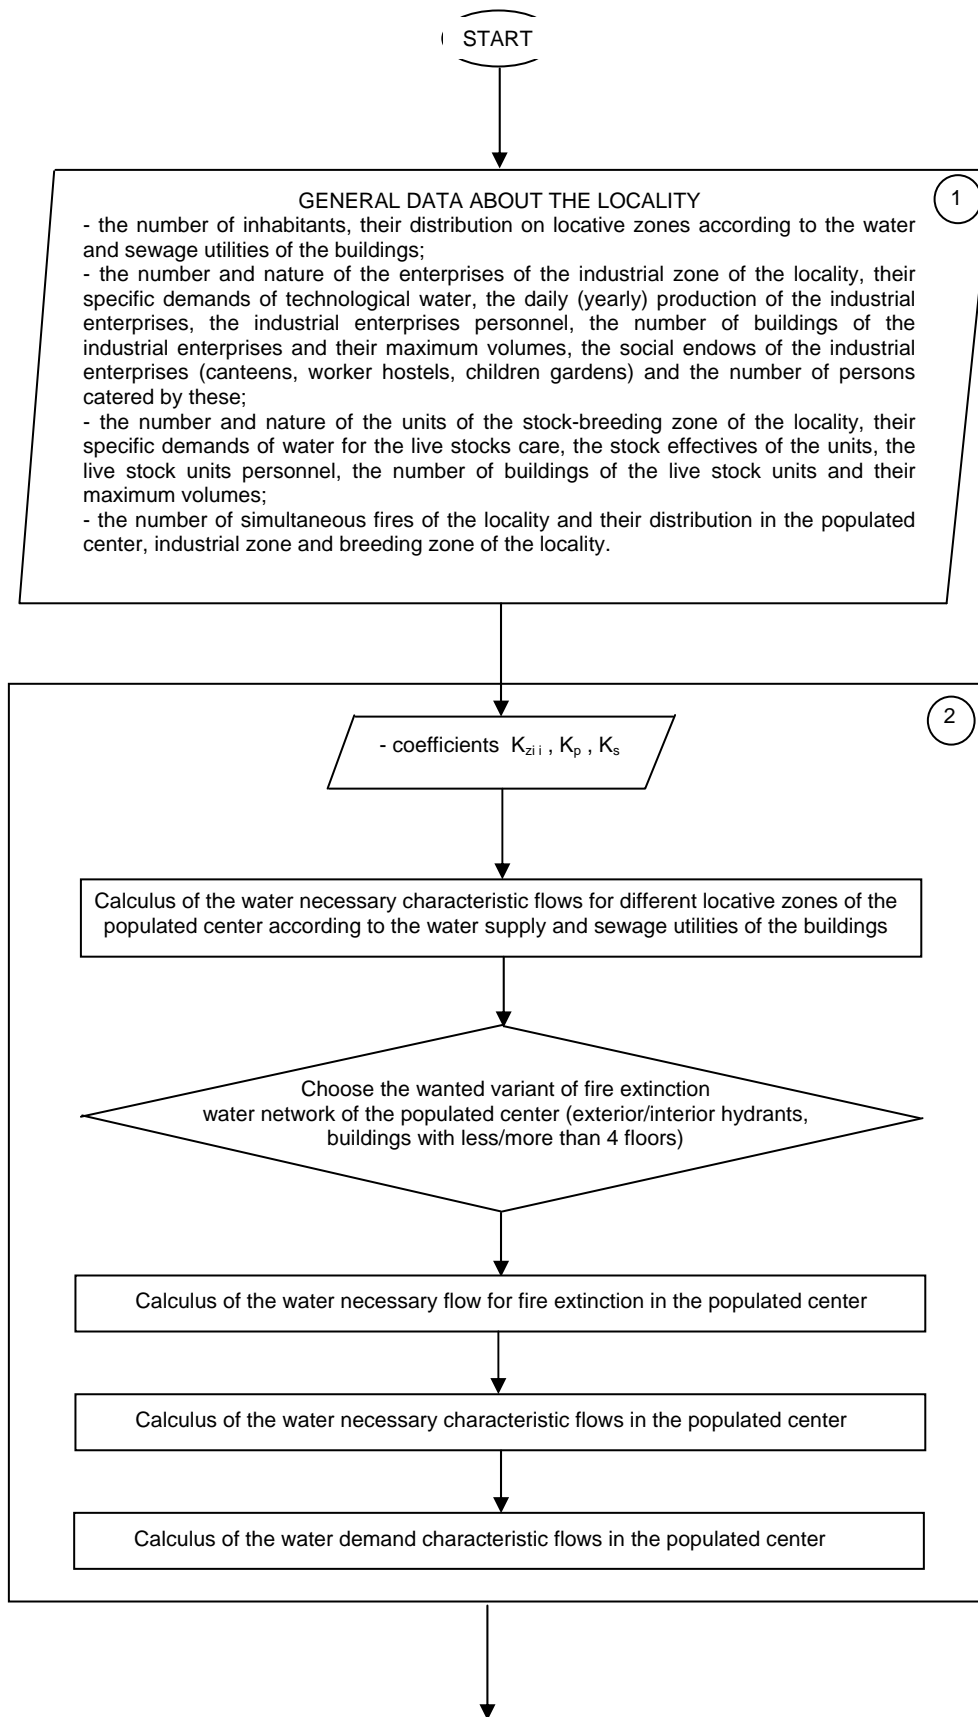 START
GENERAL DATA ABOUT THE LOCALITY
1
- the number of inhabitants, their distribution on locative zones according to the water
and sewage utilities of the buildings;
- the number and nature of the enterprises of the industrial zone of the locality, their
specific demands of technological water, the daily (yearly) production of the industrial
enterprises, the industrial enterprises personnel, the number of buildings of the
industrial enterprises and their maximum volumes, the social endows of the industrial
enterprises (canteens, worker hostels, children gardens) and the number of persons
catered by these;
- the number and nature of the units of the stock-breeding zone of the locality, their
specific demands of water for the live stocks care, the stock effectives of the units, the
live stock units personnel, the number of buildings of the live stock units and their
maximum volumes;
- the number of simultaneous fires of the locality and their distribution in the populated
center, industrial zone and breeding zone of the locality.
2
- coefficients K_{zi i} , K_p , K_s
Calculus of the water necessary characteristic flows for different locative zones of the
populated center according to the water supply and sewage utilities of the buildings
Choose the wanted variant of fire extinction
water network of the populated center (exterior/interior hydrants,
buildings with less/more than 4 floors)
Calculus of the water necessary flow for fire extinction in the populated center
Calculus of the water necessary characteristic flows in the populated center
Calculus of the water demand characteristic flows in the populated center